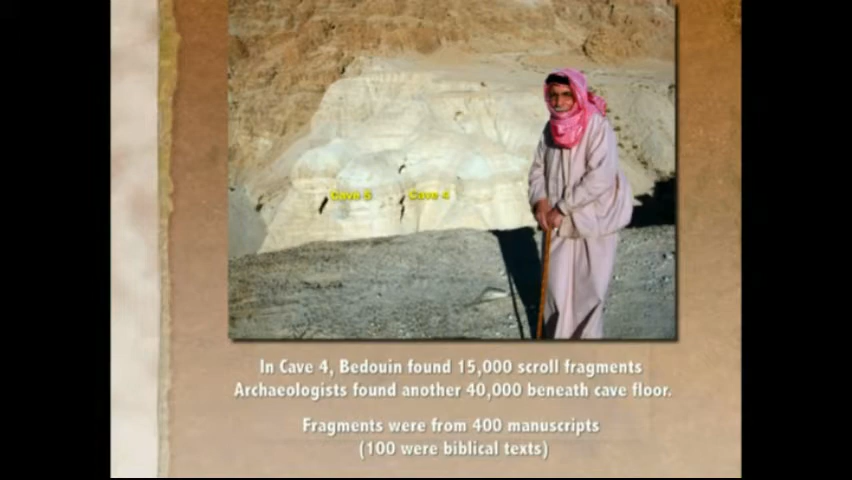 Cave 5 Cave 4
In Cave 4, Bedouin found 15,000 scroll fragments
Archaeologists found another 40,000 beneath cave floor.
Fragments were from 400 manuscripts
(100 were biblical texts)